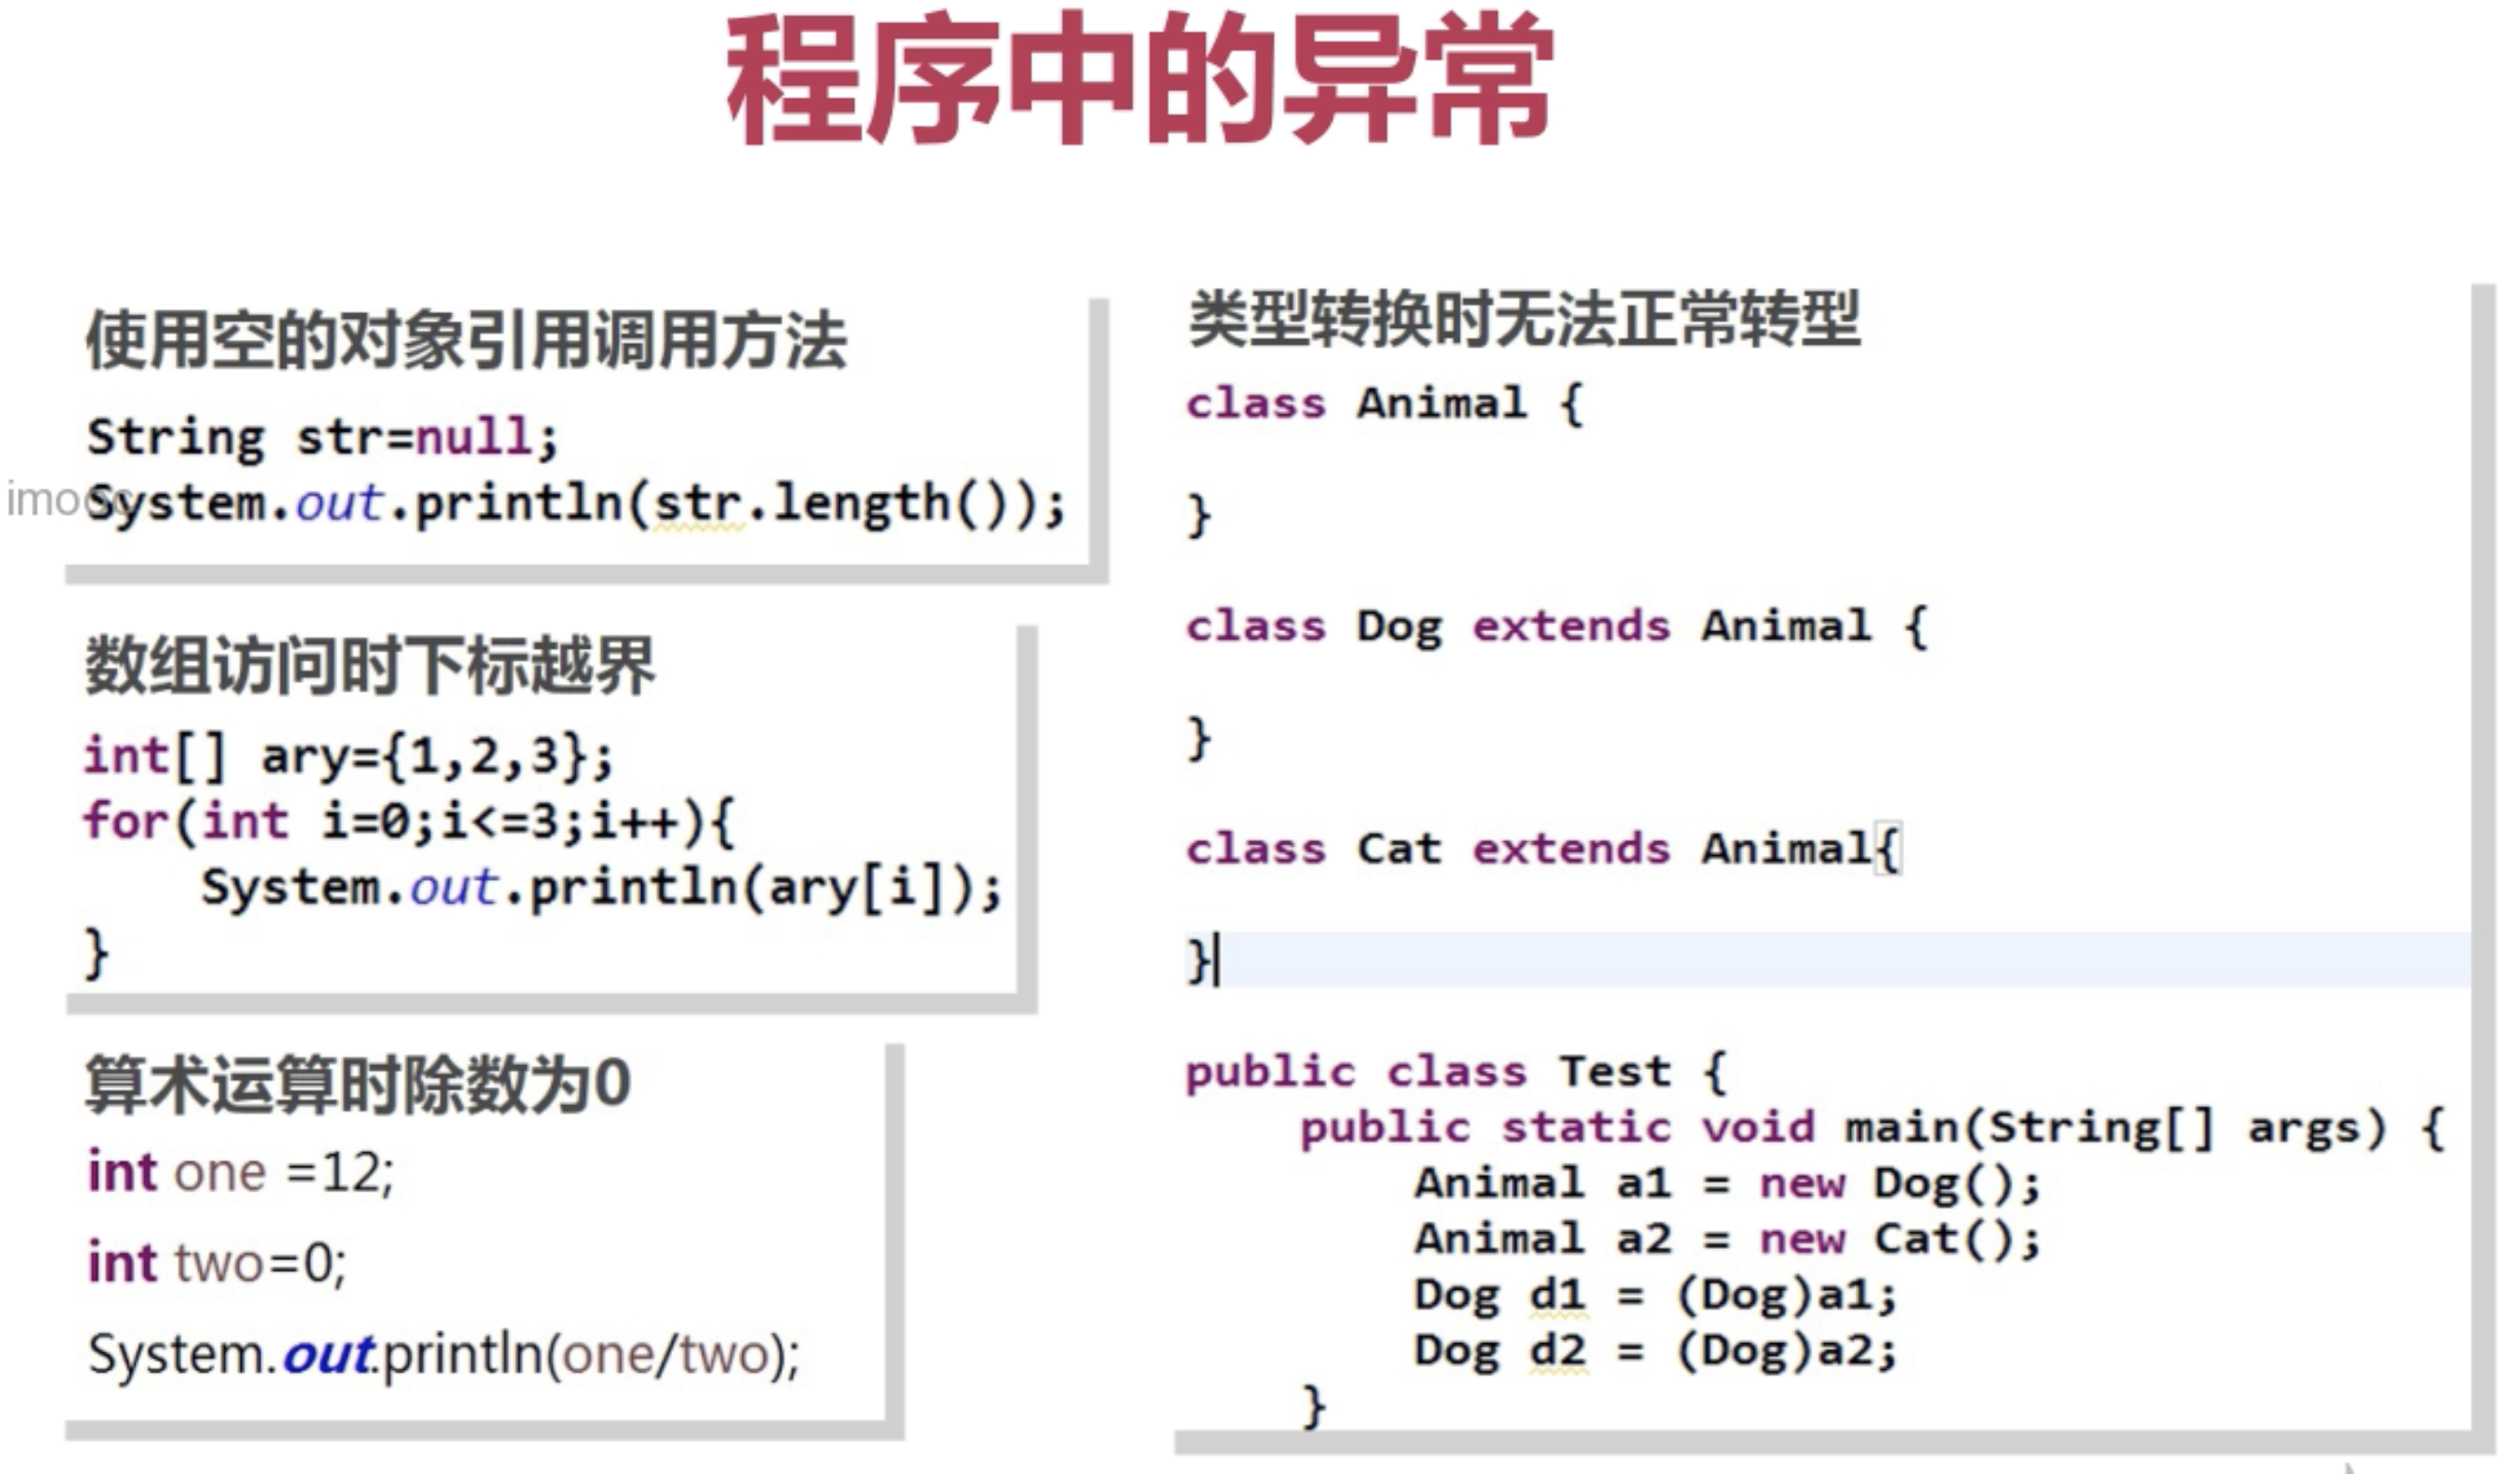 程序中的异常
使用空的对象引用调用方法
String str=null;
imooc
System.out.println(str.length());
数组访问时下标越界
int[] ary={1,2,3};
for(int i=0;i<=3;i++){
    System.out.println(ary[i]);
}
算术运算时除数为0
int one =12;
int two=0;
System.out.println(one/two);
类型转换时无法正常转型
class Animal {
}
class Dog extends Animal {
}
class Cat extends Animal{
}
public class Test {
    public static void main(String[] args) {
        Animal a1 = new Dog();
        Animal a2 = new Cat();
        Dog d1 = (Dog)a1;
        Dog d2 = (Dog)a2;
    }